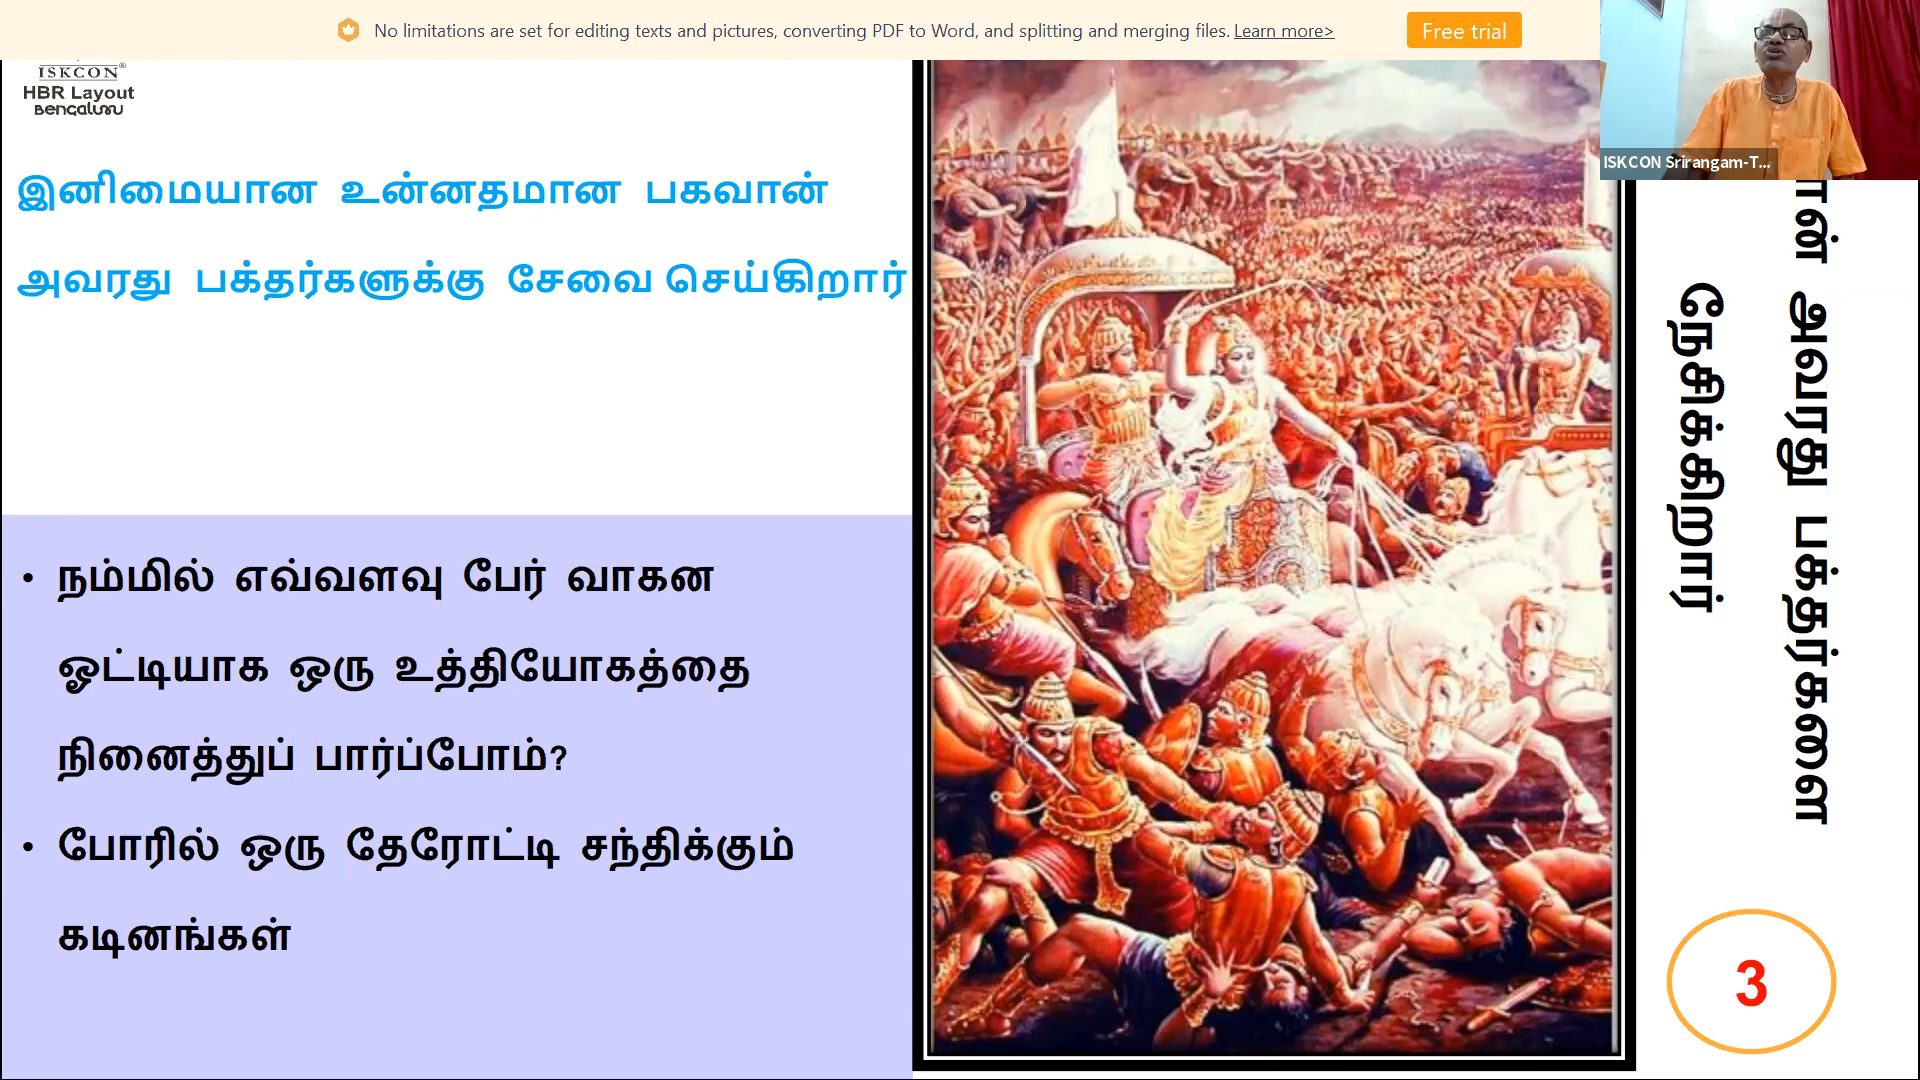 No limitations are set for editing texts and pictures, converting PDF to Word, and splitting and merging files. Learn more>
Free trial
ISKCON®
HBR Layout
Bengaluru
இனிமையான உன்னதமான பகவான்
அவரது பக்தர்களுக்கு சேவை செய்கிறார்
• நம்மில் எவ்வளவு பேர் வாகன
ஓட்டியாக ஒரு உத்தியோகத்தை
நினைத்துப் பார்ப்போம்?
• போரில் ஒரு தேரோட்டி சந்திக்கும்
கடினங்கள்
ISKCON Srirangam-T...
அவரது பக்தர்களை
நேசிக்கிறார்
3